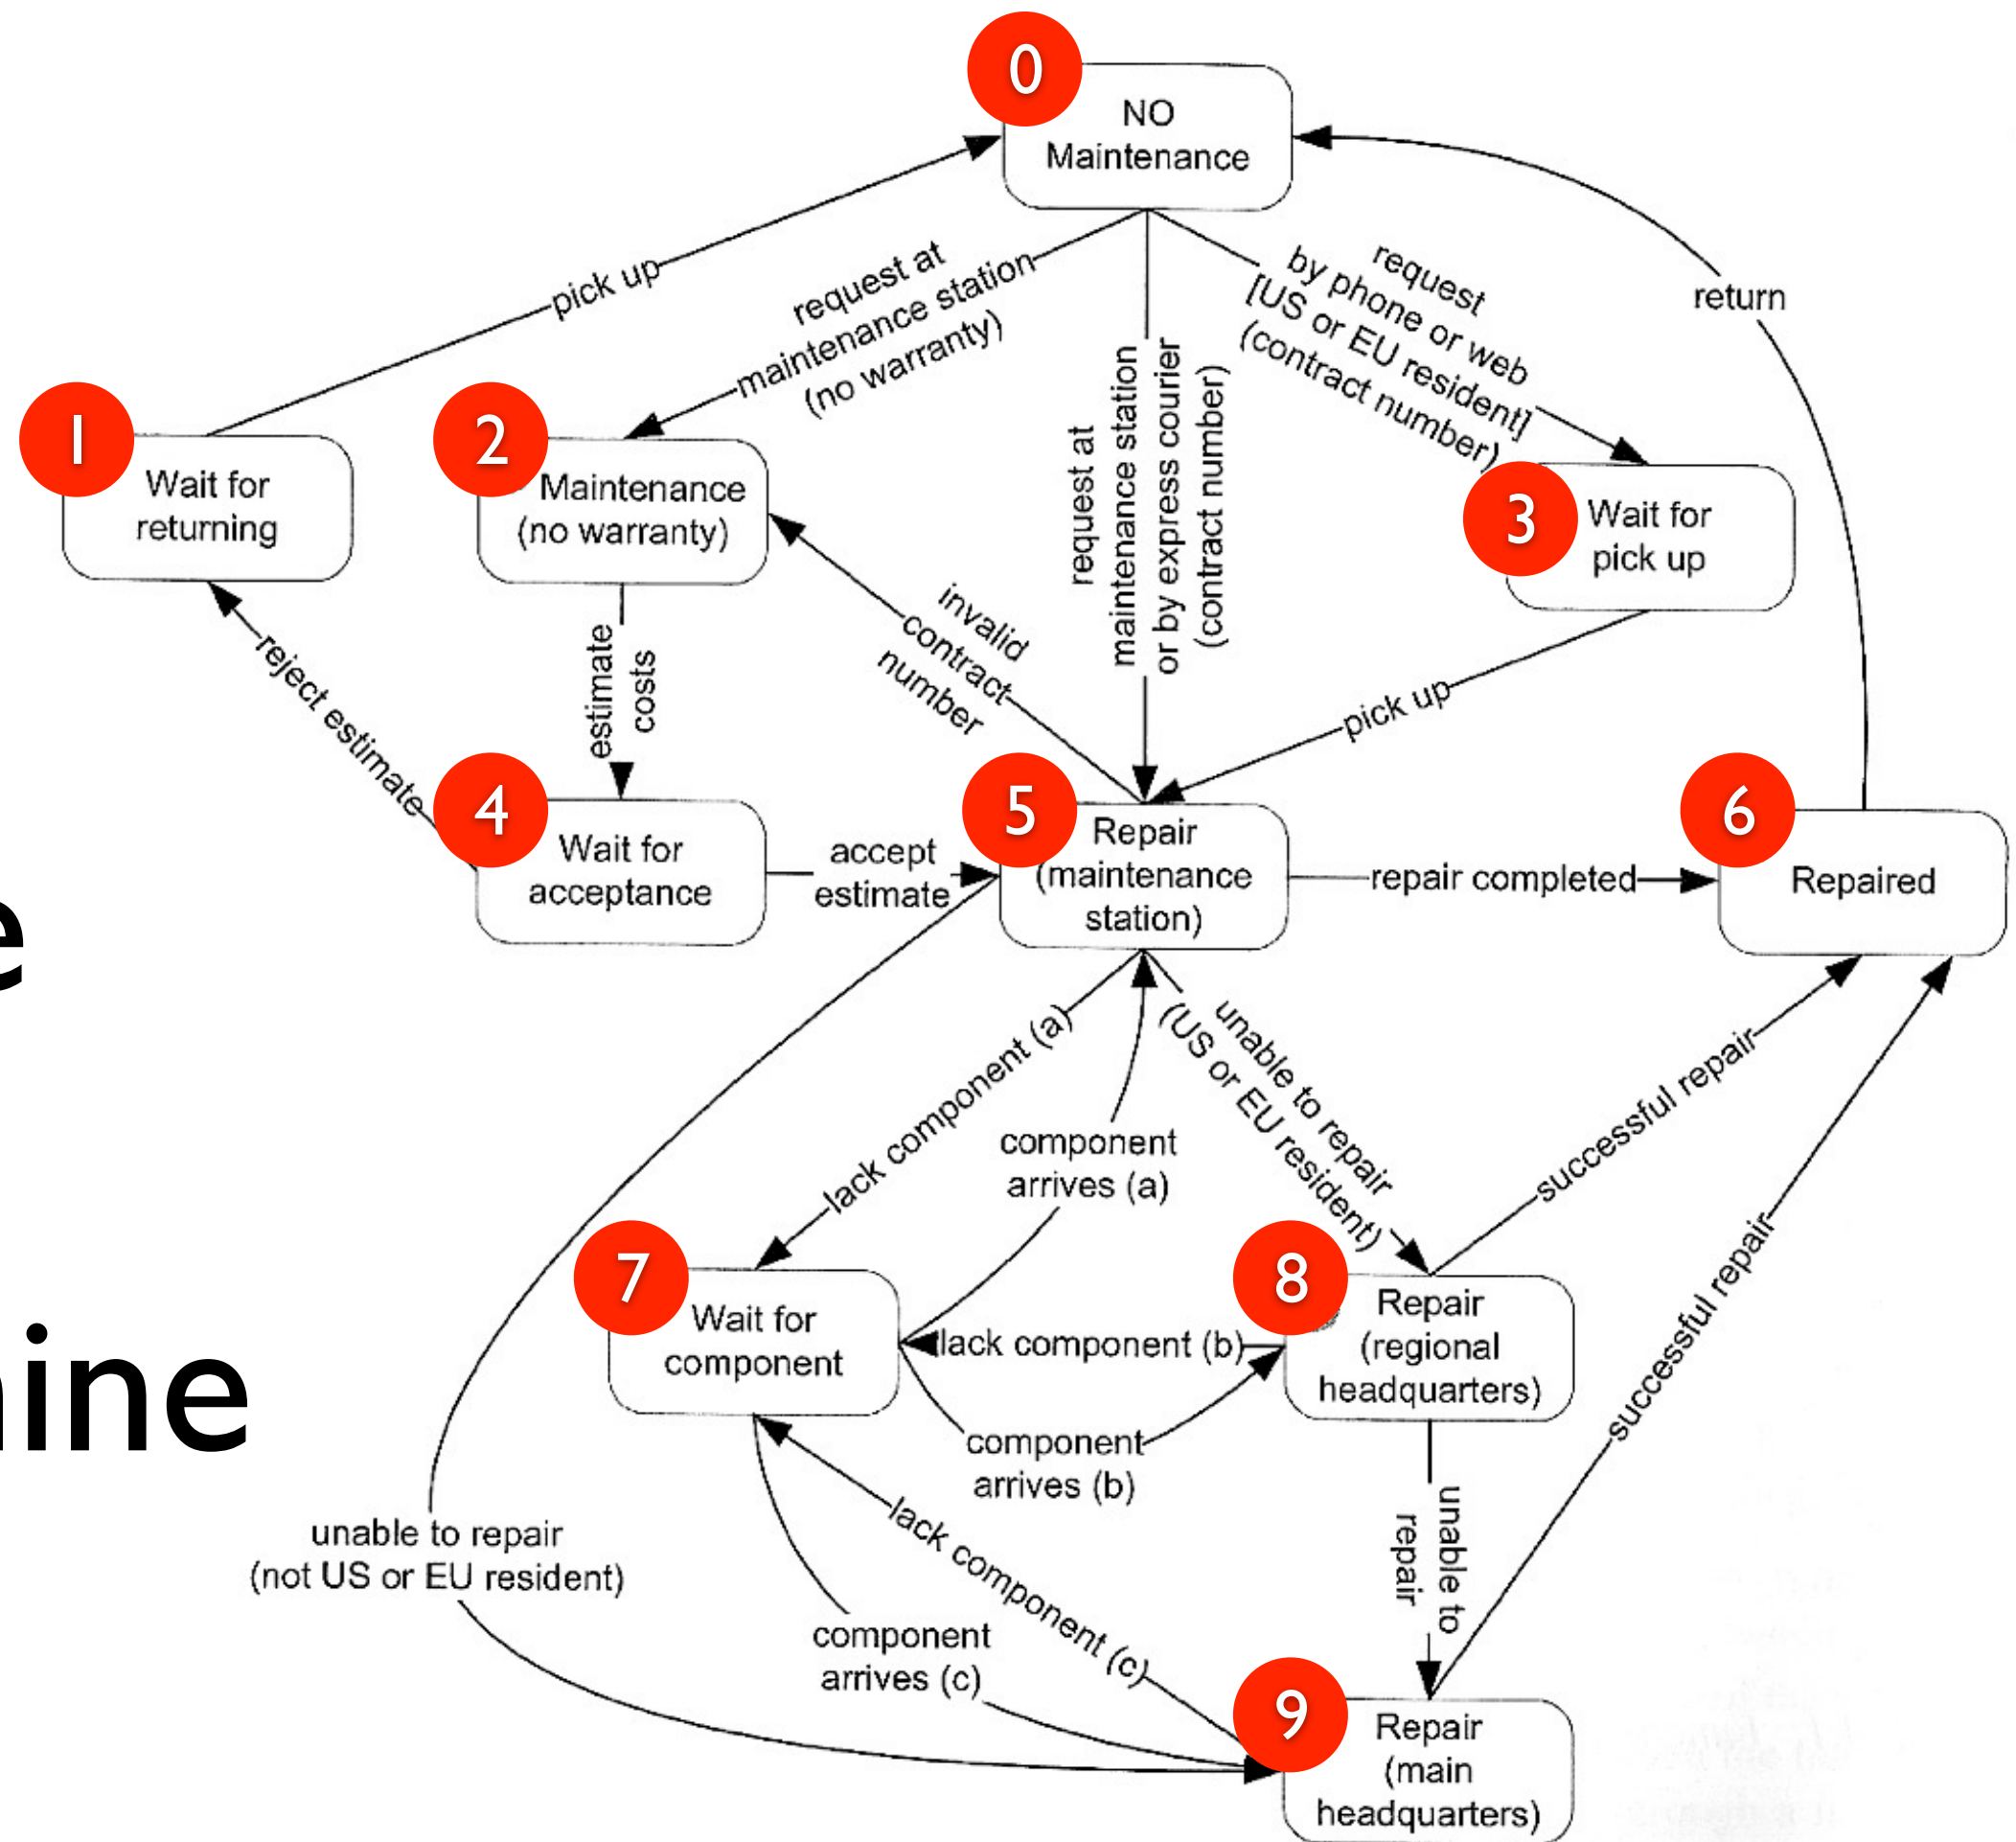 0
NO
Maintenance
pick up
request at
maintenance station
(no warranty)
request at
maintenance station
or by express courier
(contract number)
request
by phone or web
[US or EU resident]
(contract number)
return
1
Wait for
returning
2
Maintenance
(no warranty)
3
Wait for
pick up
reject estimate
estimate
costs
invalid
contract
number
pick up
4
Wait for
acceptance
accept
estimate
5
Repair
(maintenance
station)
repair completed
6
Repaired
e
lack component (a)
component
arrives (a)
unable to repair
(US or EU resident)
successful repair
successful repair
7
Wait for
component
lack component (b)
component
arrives (b)
8
Repair
(regional
headquarters)
nine
unable to repair
(not US or EU resident)
lack component (c)
component
arrives (c)
unable to
repair
9
Repair
(main
headquarters)